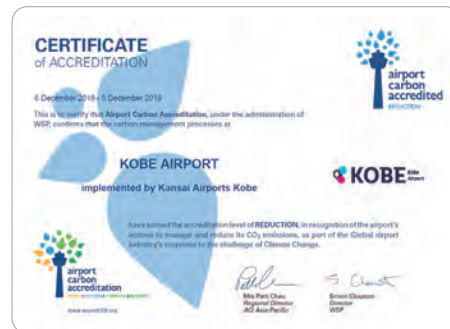 CERTIFICATE
of ACCREDITATION
airport
carbon
accredited
REDUCTION
6 December 2018 - 5 December 2019
This is to certify that Airport Carbon Accreditation, under the administration of
WSP, confirms that the carbon management processes at
KOBE AIRPORT
implemented by Kansai Airports Kobe
KOBE Kobe
Airport
have earned the accreditation level of REDUCTION, in recognition of the airport's
actions to manage and reduce its CO₂ emissions, as part of the Global airport
industry's response to the challenge of Climate Change.
airport
carbon
accreditation
Mrs Patti Chau
Regional Director
ACI Asia-Pacific
Simon Clouston
Director
WSP